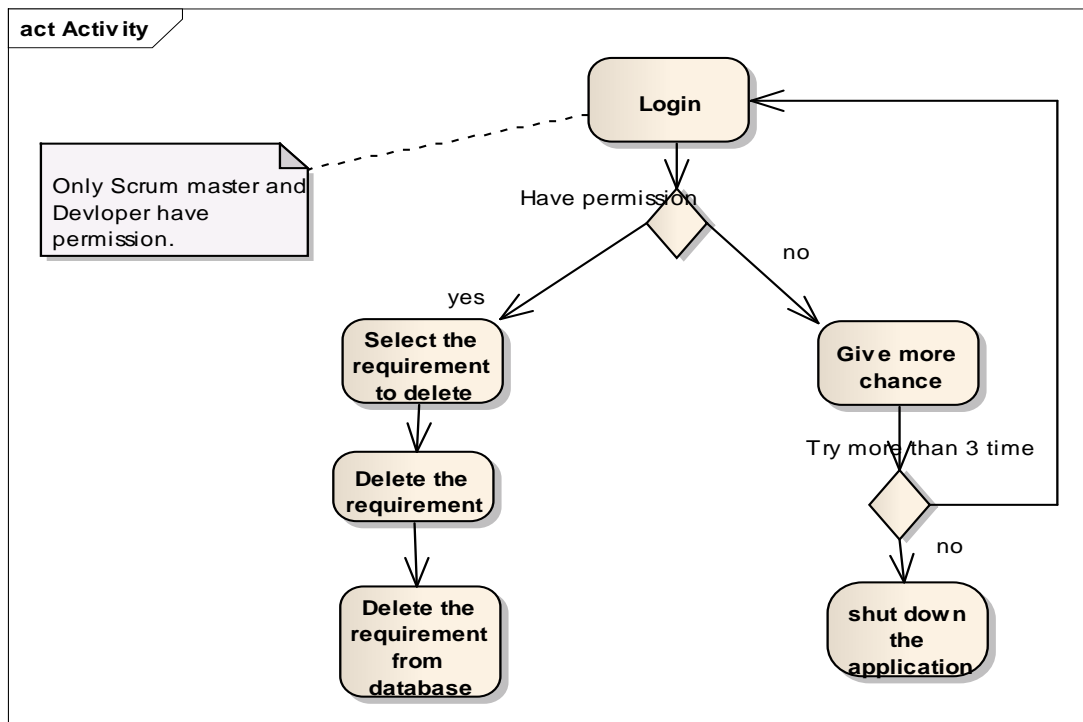 act Activity
Login
Only Scrum master and
Devloper have
permission.
Have permission
no
yes
Select the
requirement
to delete
Give more
chance
Try more than 3 time
Delete the
requirement
no
Delete the
requirement
from
database
shut down
the
application